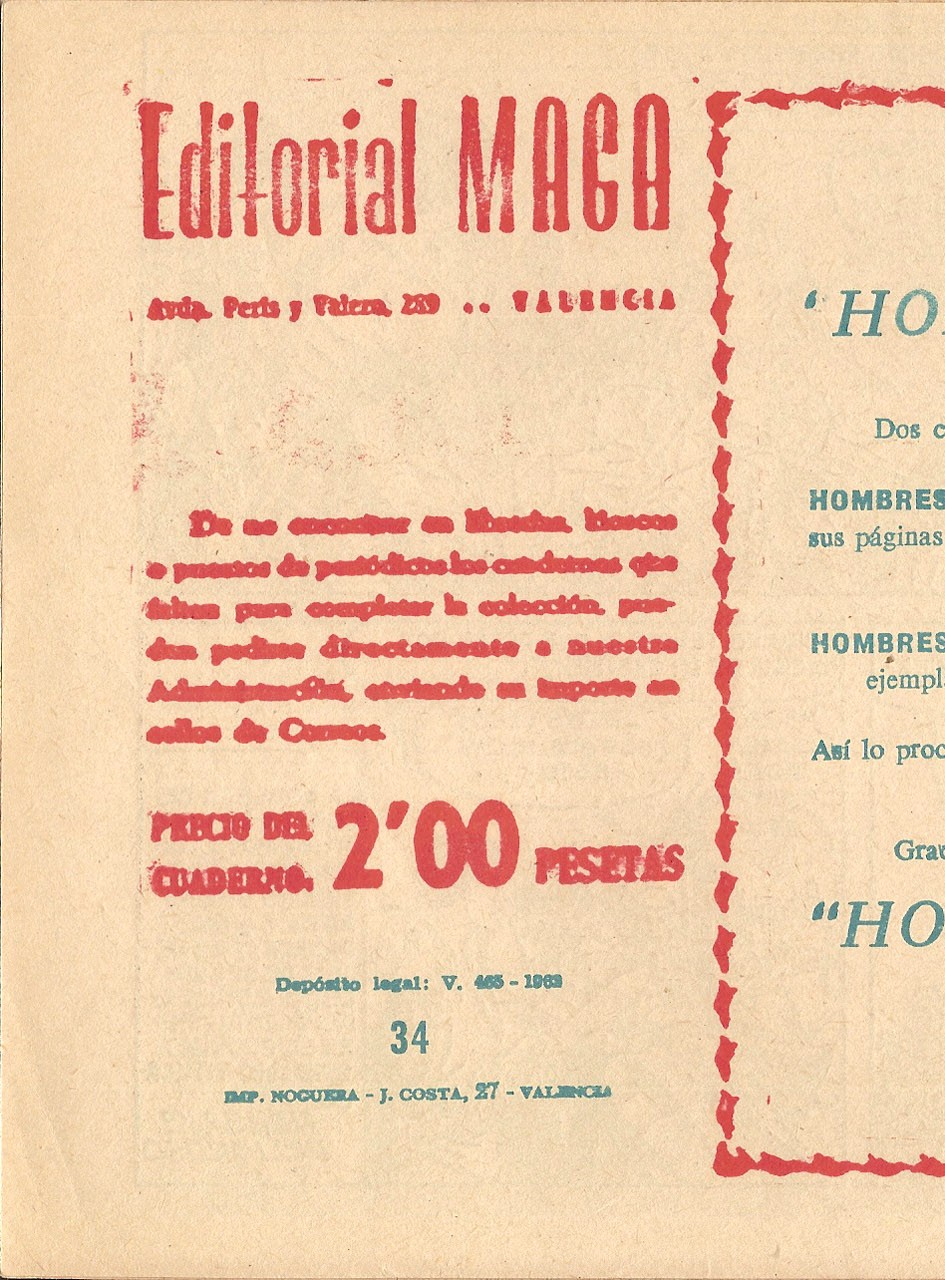 Editorial MAGA
Avda. Peris y Valero, 289 .. VALENCIA
De no encontrar en librerías, kioscos
o puestos de periódicos los cuadernos que
faltan para completar la colección, pue-
den pedirse directamente a nuestra
Administración, enviando su importe en
sellos de Correos.
PRECIO DEL
CUADERNO. 2'00 PESETAS
Depósito legal: V. 465 - 1962
34
IMP. NOGUERA - J. COSTA, 27 - VALENCIA
‘HO
Dos c
HOMBRES
sus páginas
HOMBRES
ejempl
Así lo proc
Gra
“HO